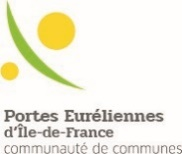 Portes Euréliennes
d'Île-de-France
communauté de communes